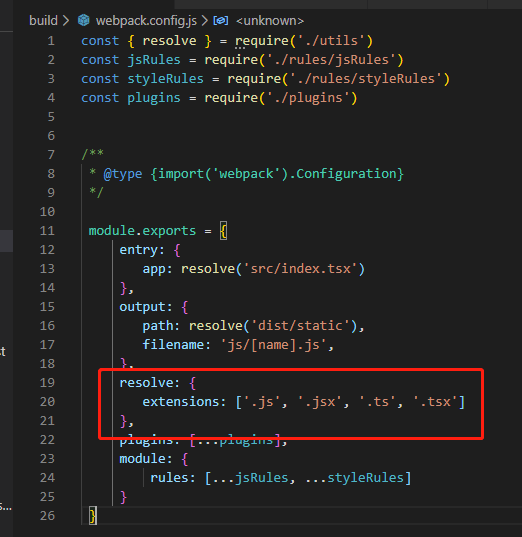 build > webpack.config.js > <unknown>
1 const { resolve } = require('./utils')
2 const jsRules = require('./rules/jsRules')
3 const styleRules = require('./rules/styleRules')
4 const plugins = require('./plugins')
5
6
7 /**
8 * @type {import('webpack').Configuration}
9 */
10
11 module.exports = {
12 entry: {
13 app: resolve('src/index.tsx')
14 },
15 output: {
16 path: resolve('dist/static'),
17 filename: 'js/[name].js',
18 },
19 resolve: {
20 extensions: ['.js', '.jsx', '.ts', '.tsx']
21 },
22 plugins: [...plugins],
23 module: {
24 rules: [...jsRules, ...styleRules]
25 }
26 }